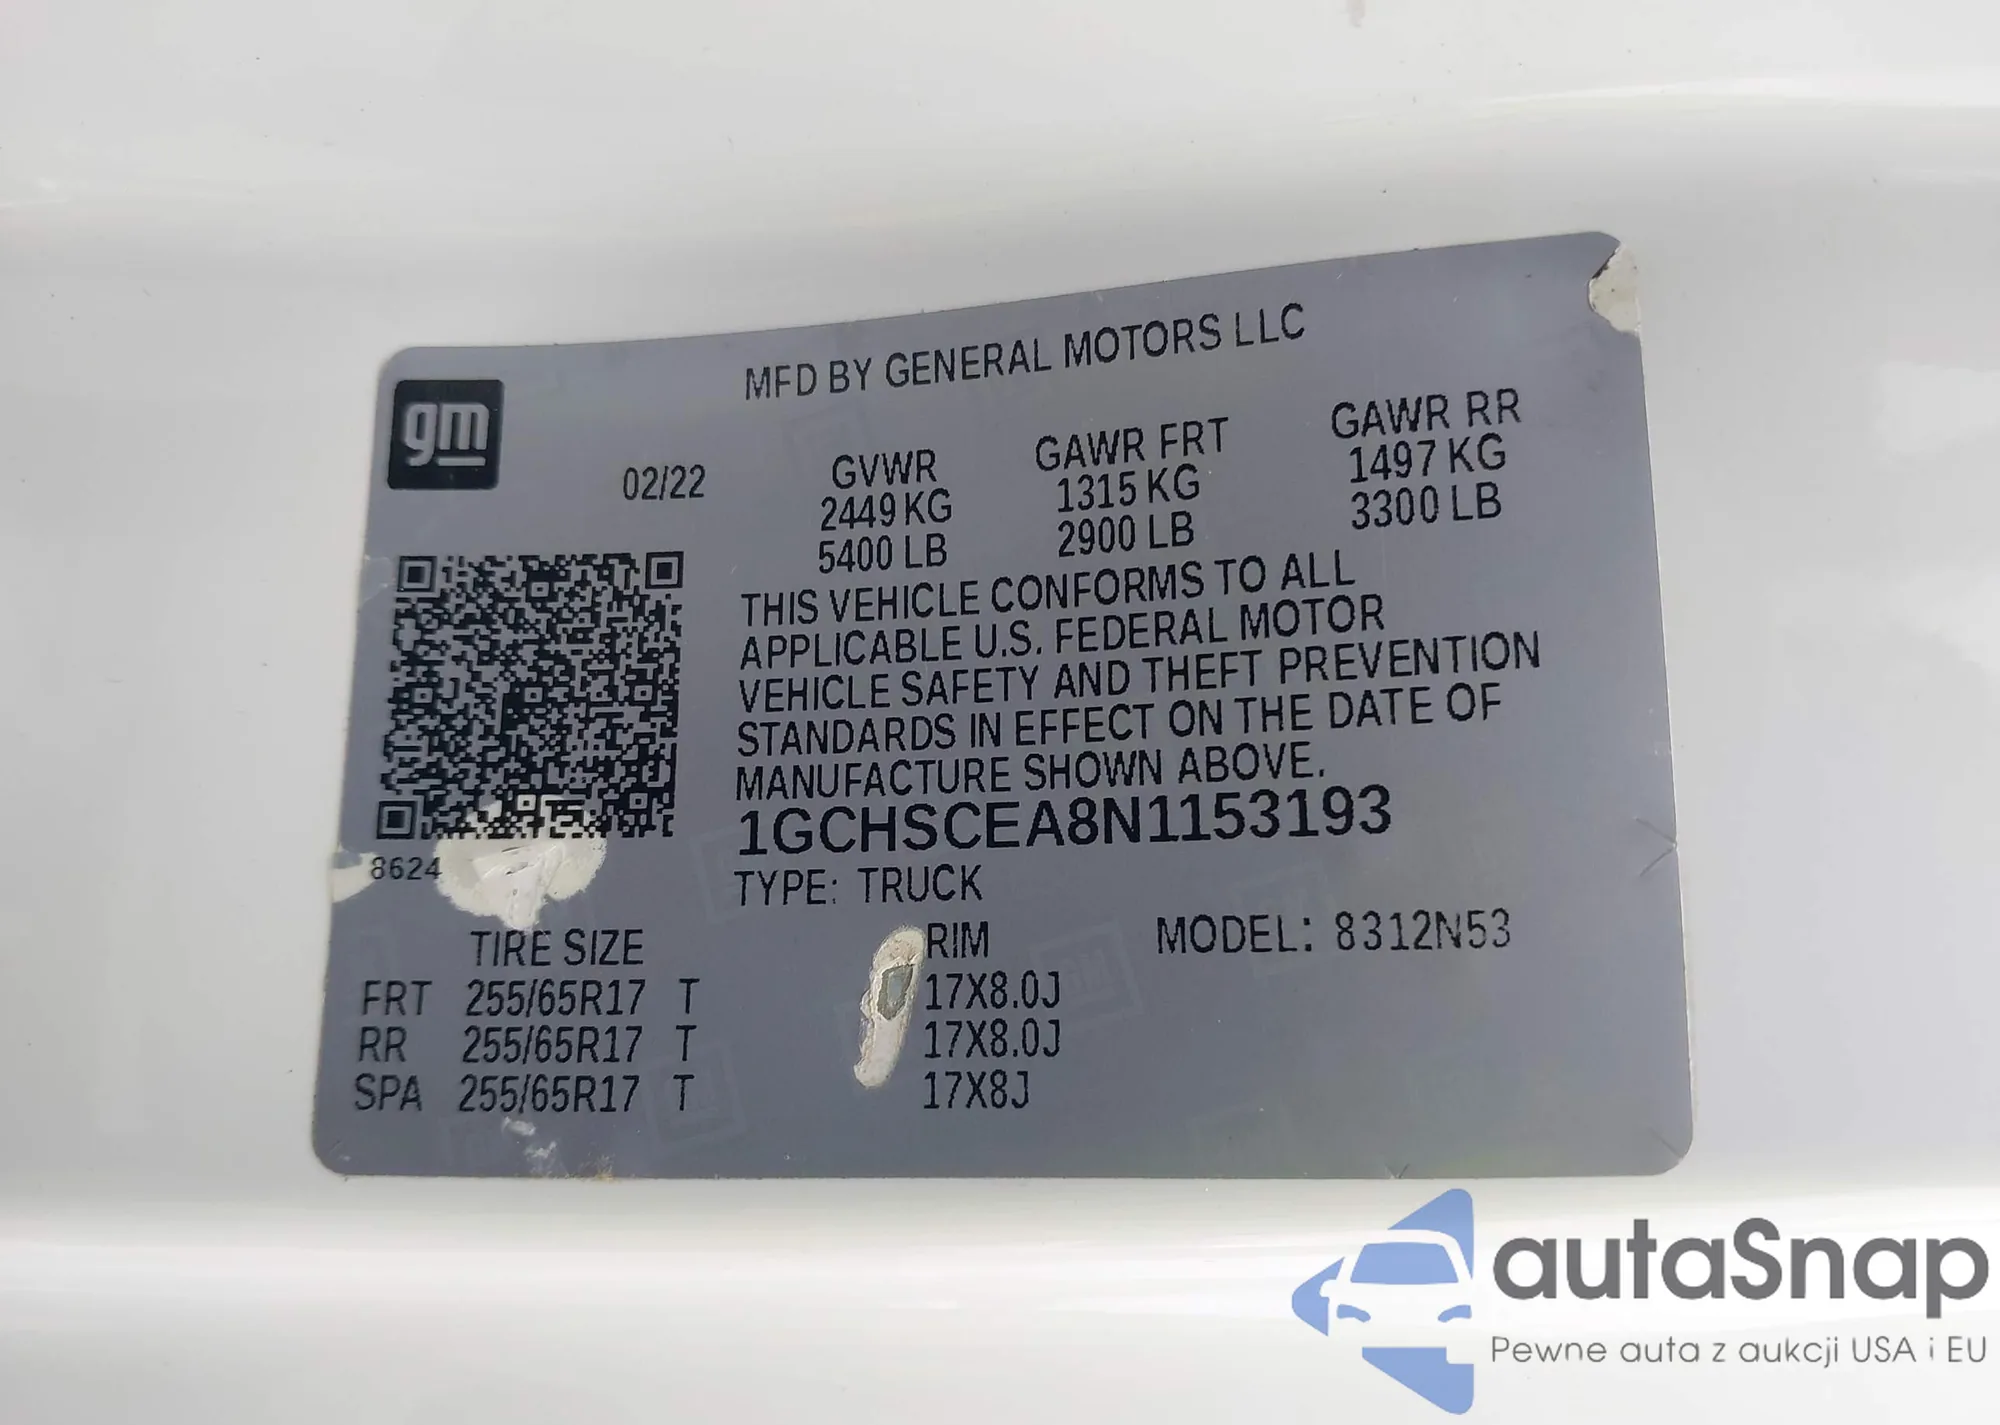 MFD BY GENERAL MOTORS LLC
gm
02/22
GVWR GAWR FRT GAWR RR
2449 KG 1315 KG 1497 KG
5400 LB 2900 LB 3300 LB
THIS VEHICLE CONFORMS TO ALL
APPLICABLE U.S. FEDERAL MOTOR
VEHICLE SAFETY AND THEFT PREVENTION
STANDARDS IN EFFECT ON THE DATE OF
MANUFACTURE SHOWN ABOVE.
1GCHSCEA8N1153193
8624
TYPE: TRUCK
TIRE SIZE RIM MODEL: 8312N53
FRT 255/65R17 T 17X8.0J
RR 255/65R17 T 17X8.0J
SPA 255/65R17 T 17X8J
autaSnap
Pewne auta z aukcji USA i EU